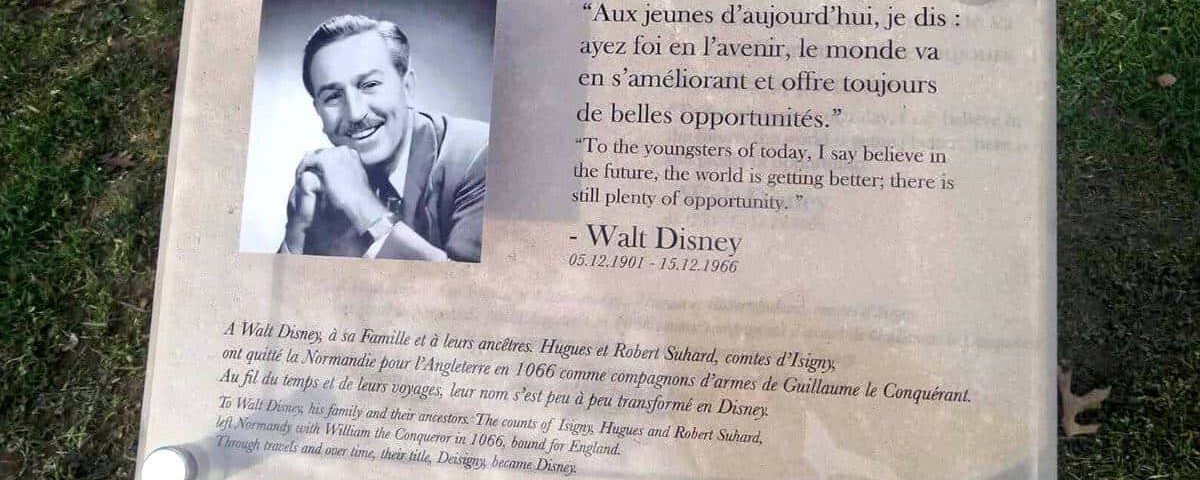 “Aux jeunes d’aujourd’hui, je dis :
ayez foi en l’avenir, le monde va
en s’améliorant et offre toujours
de belles opportunités.”
“To the youngsters of today, I say believe in
the future, the world is getting better; there is
still plenty of opportunity. ”
- Walt Disney
05.12.1901 - 15.12.1966
A Walt Disney, à sa Famille et à leurs ancêtres. Hugues et Robert Suhard, comtes d’Isigny,
ont quitté la Normandie pour l’Angleterre en 1066 comme compagnons d’armes de Guillaume le Conquérant.
Au fil du temps et de leurs voyages, leur nom s’est peu à peu transformé en Disney.
To Walt Disney, his family and their ancestors. The counts of Isigny, Hugues and Robert Suhard,
left Normandy with William the Conqueror in 1066, bound for England.
Through travels and over time, their title, Deisigny, became Disney.